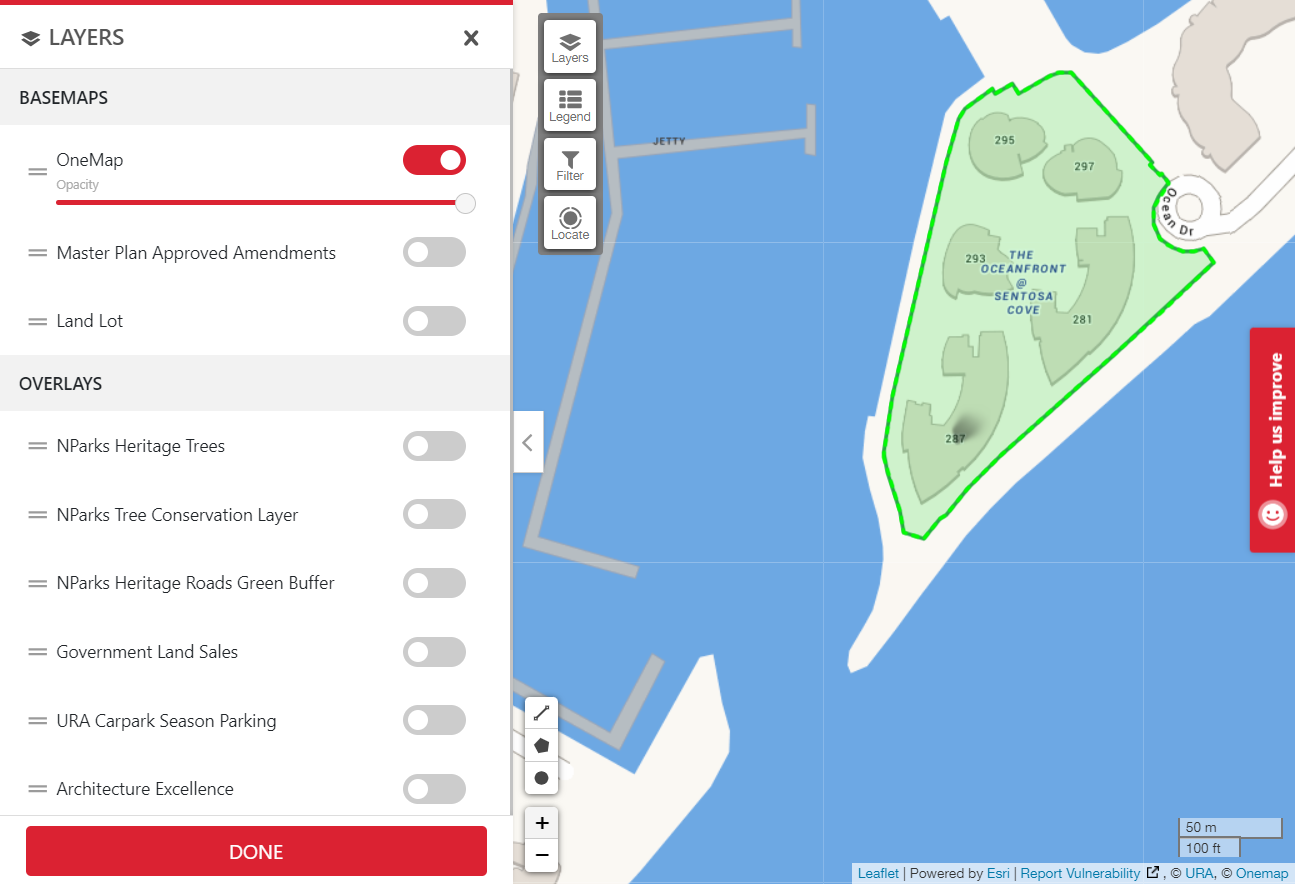 LAYERS
BASEMAPS
OneMap
Opacity
Master Plan Approved Amendments
Land Lot
OVERLAYS
NParks Heritage Trees
NParks Tree Conservation Layer
NParks Heritage Roads Green Buffer
Government Land Sales
URA Carpark Season Parking
Architecture Excellence
DONE
Layers
Legend
Filter
Locate
JETTY
295
297
Ocean Dr
293
THE
OCEANFRONT
@
SENTOSA
COVE
281
287
Help us improve
+
−
50 m
100 ft
Leaflet | Powered by Esri | Report Vulnerability , © URA, © Onemap